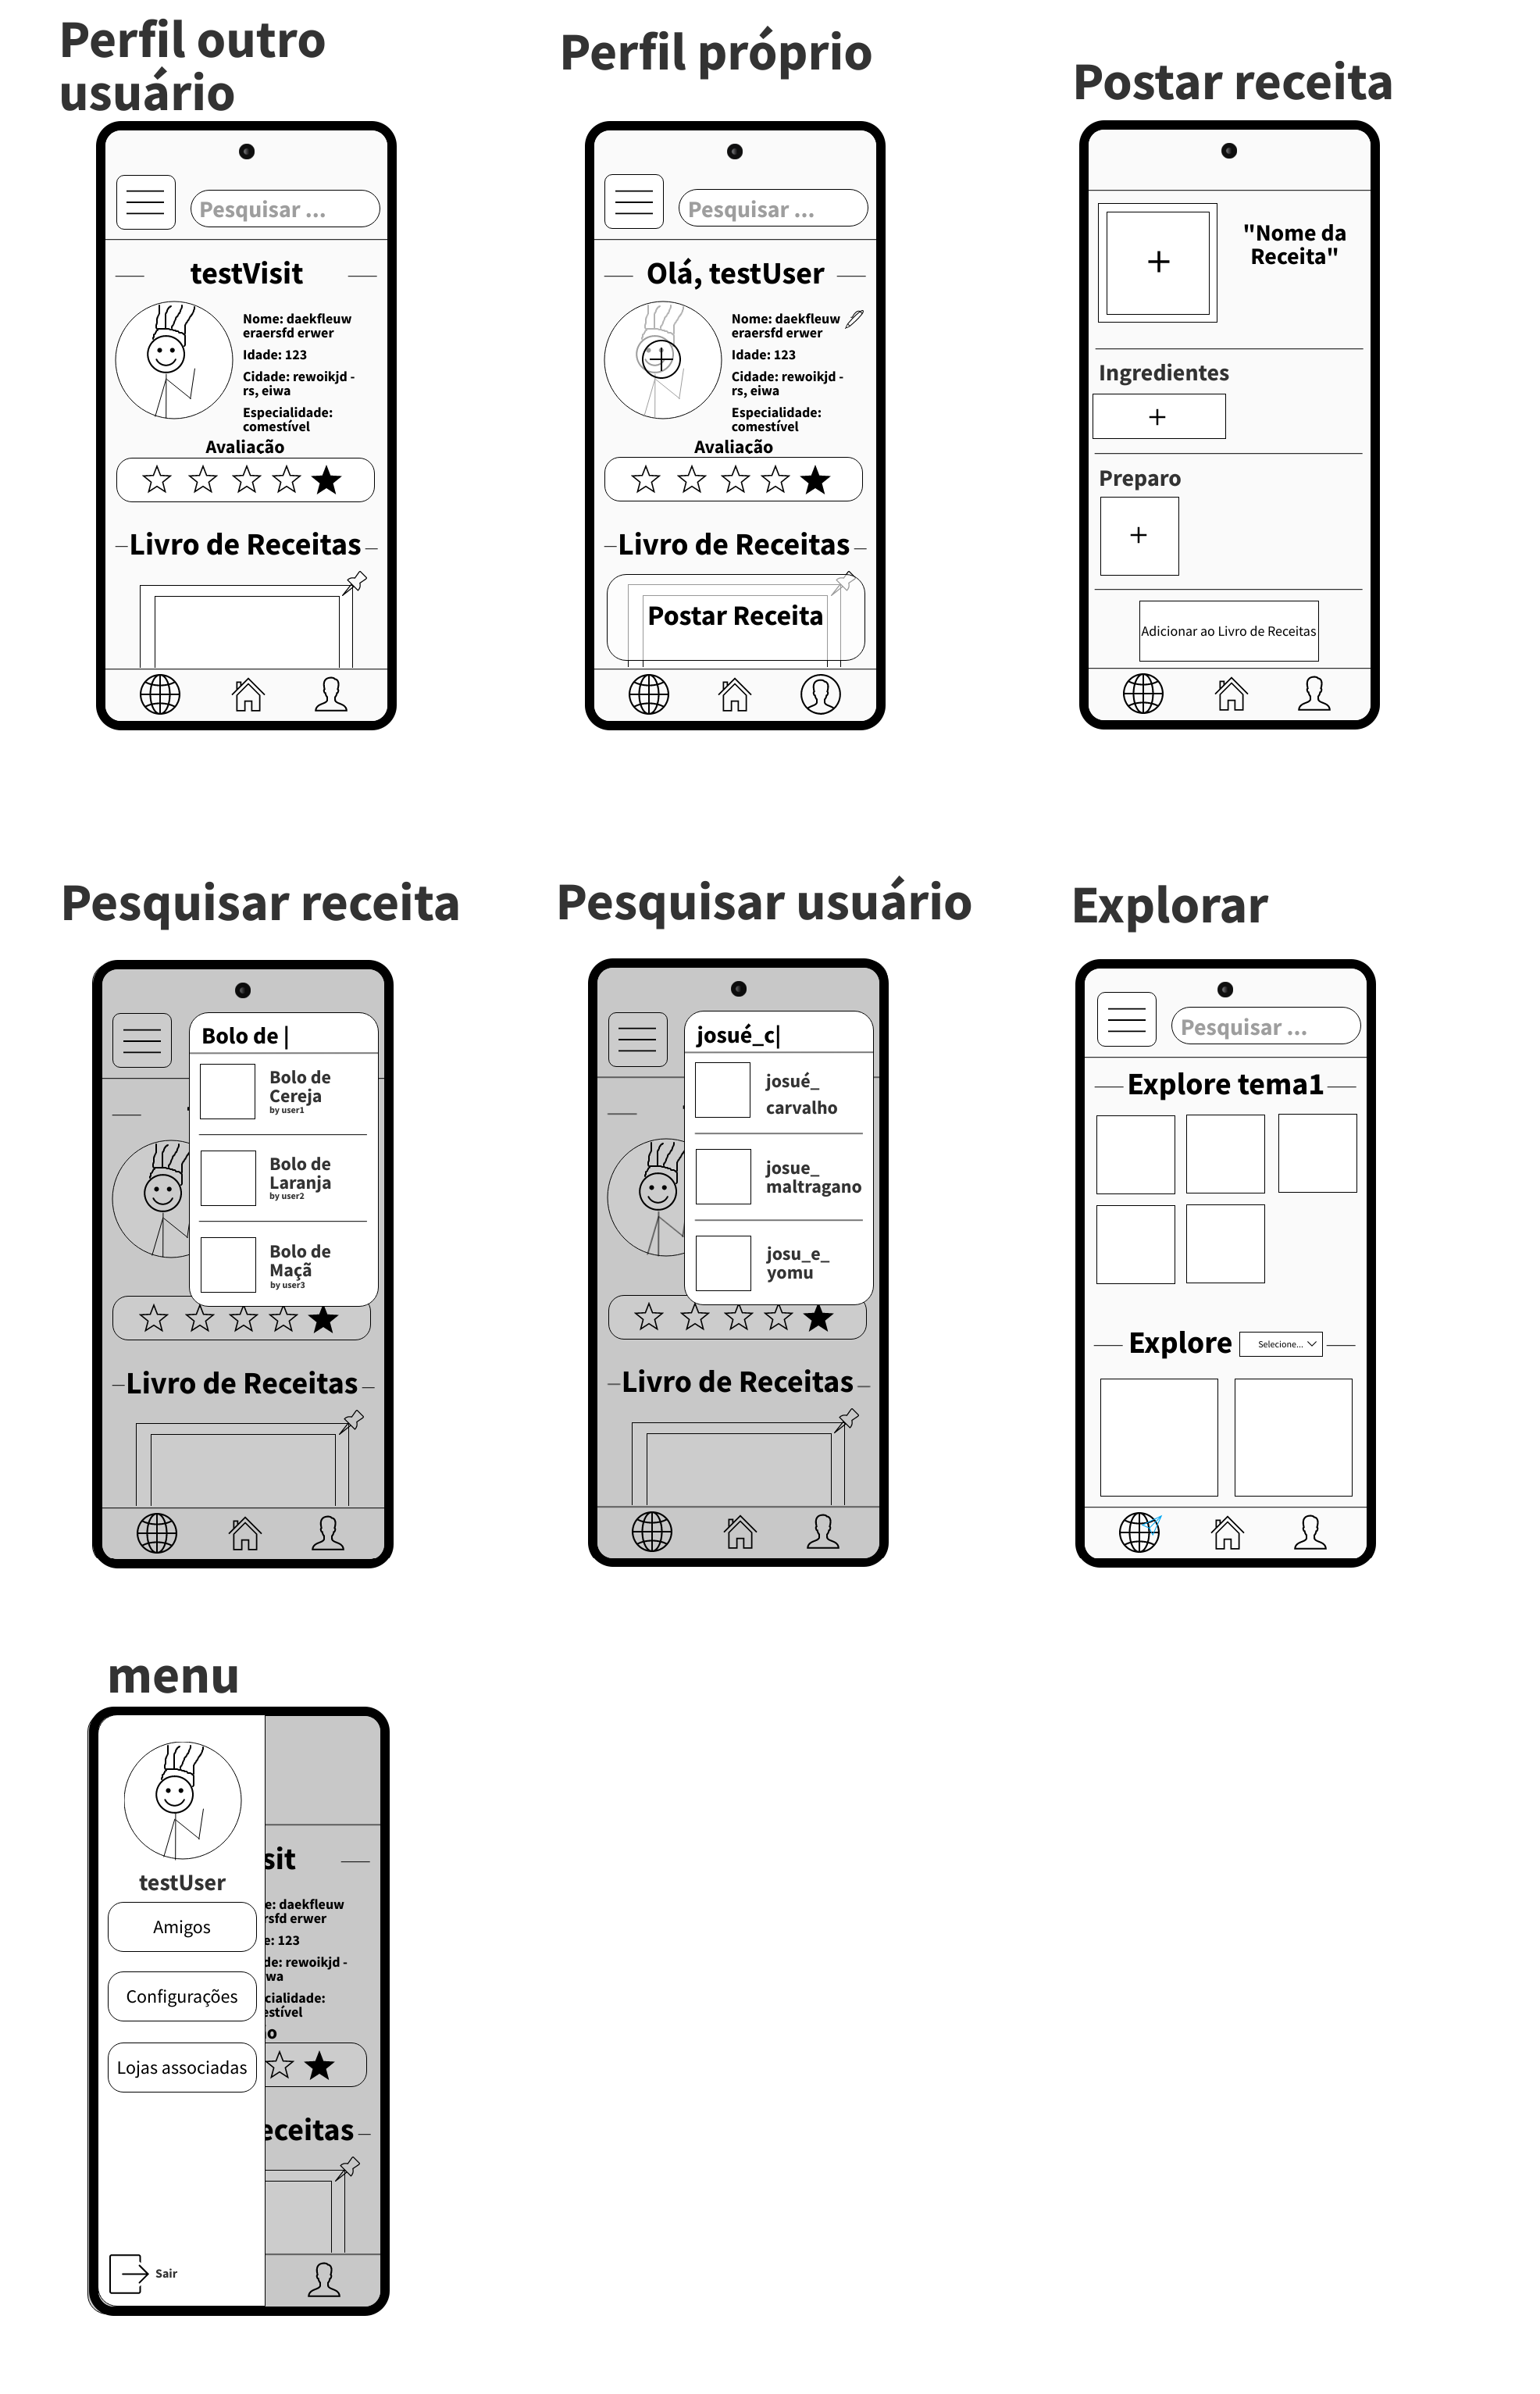 Perfil outro
usuário
Pesquisar ...
testVisit
Nome: daekfleuw
eraersfd erwer
Idade: 123
Cidade: rewoikjd -
rs, eiwa
Especialidade:
comestível
Avaliação
Livro de Receitas
Perfil próprio
Pesquisar ...
Olá, testUser
Nome: daekfleuw
eraersfd erwer
Idade: 123
Cidade: rewoikjd -
rs, eiwa
Especialidade:
comestível
Avaliação
Livro de Receitas
Postar Receita
Postar receita
"Nome da
Receita"
Ingredientes
Preparo
Adicionar ao Livro de Receitas
Pesquisar receita
Bolo de |
Bolo de
Cereja
by user1
Bolo de
Laranja
by user2
Bolo de
Maçã
by user3
Livro de Receitas
Pesquisar usuário
josué_c|
josué_
carvalho
josue_
maltragano
josu_e_
yomu
Livro de Receitas
Explorar
Pesquisar ...
Explore tema1
Explore
Selecione...
menu
testUser
Amigos
Configurações
Lojas associadas
Sair
sit
e: daekfleuw
rsfd erwer
e: 123
de: rewoikjd -
wa
cialidade:
estível
o
eceitas